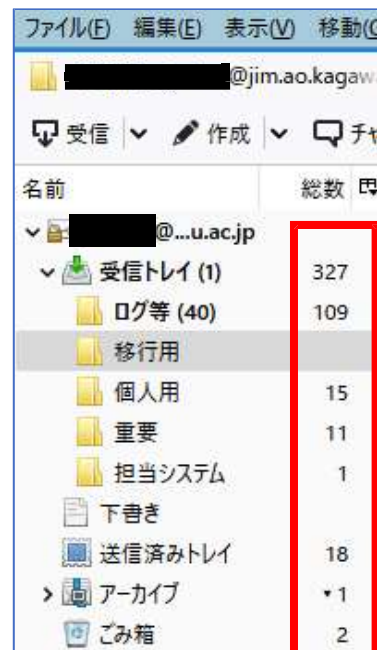 ファイル(F) 編集(E) 表示(V) 移動(G
@jim.ao.kagaw
受信 作成 チャ
名前 総数
@...u.ac.jp
受信トレイ (1) 327
ログ等 (40) 109
移行用
個人用 15
重要 11
担当システム 1
下書き
送信済みトレイ 18
アーカイブ 1
ごみ箱 2